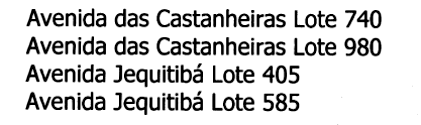 Avenida das Castanheiras Lote 740
Avenida das Castanheiras Lote 980
Avenida Jequitibá Lote 405
Avenida Jequitibá Lote 585